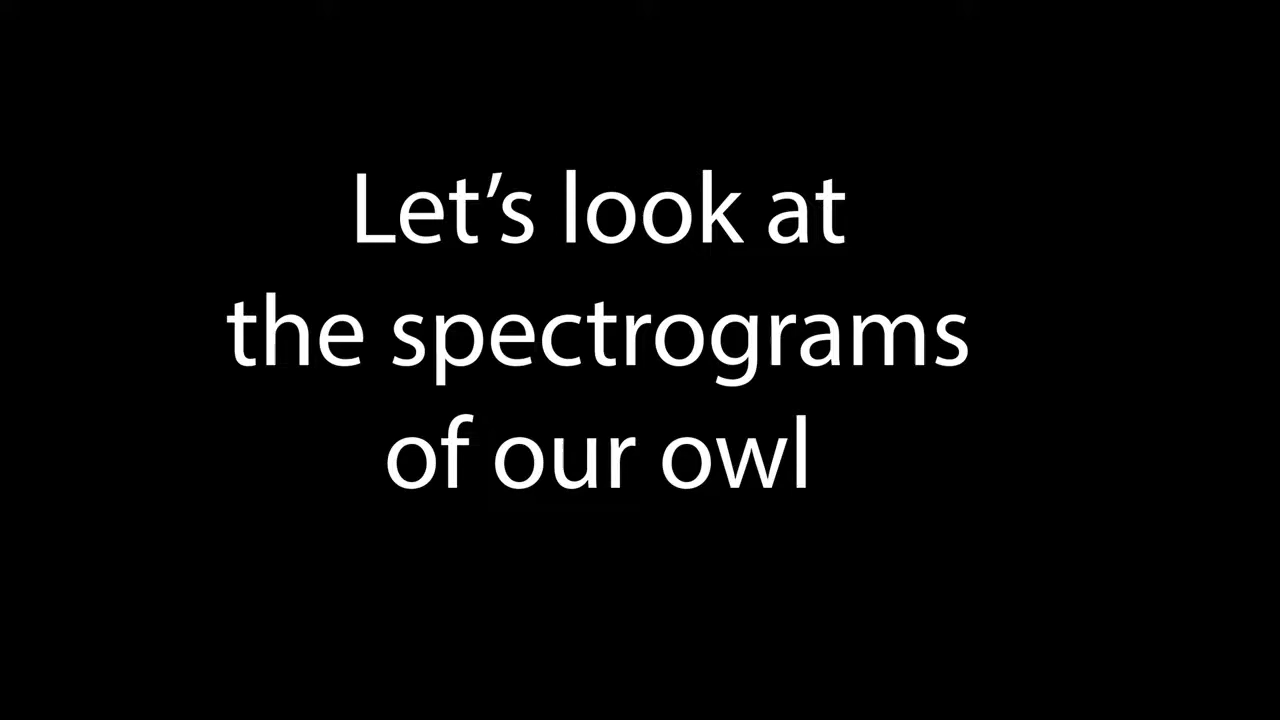 Let’s look at
the spectrograms
of our owl